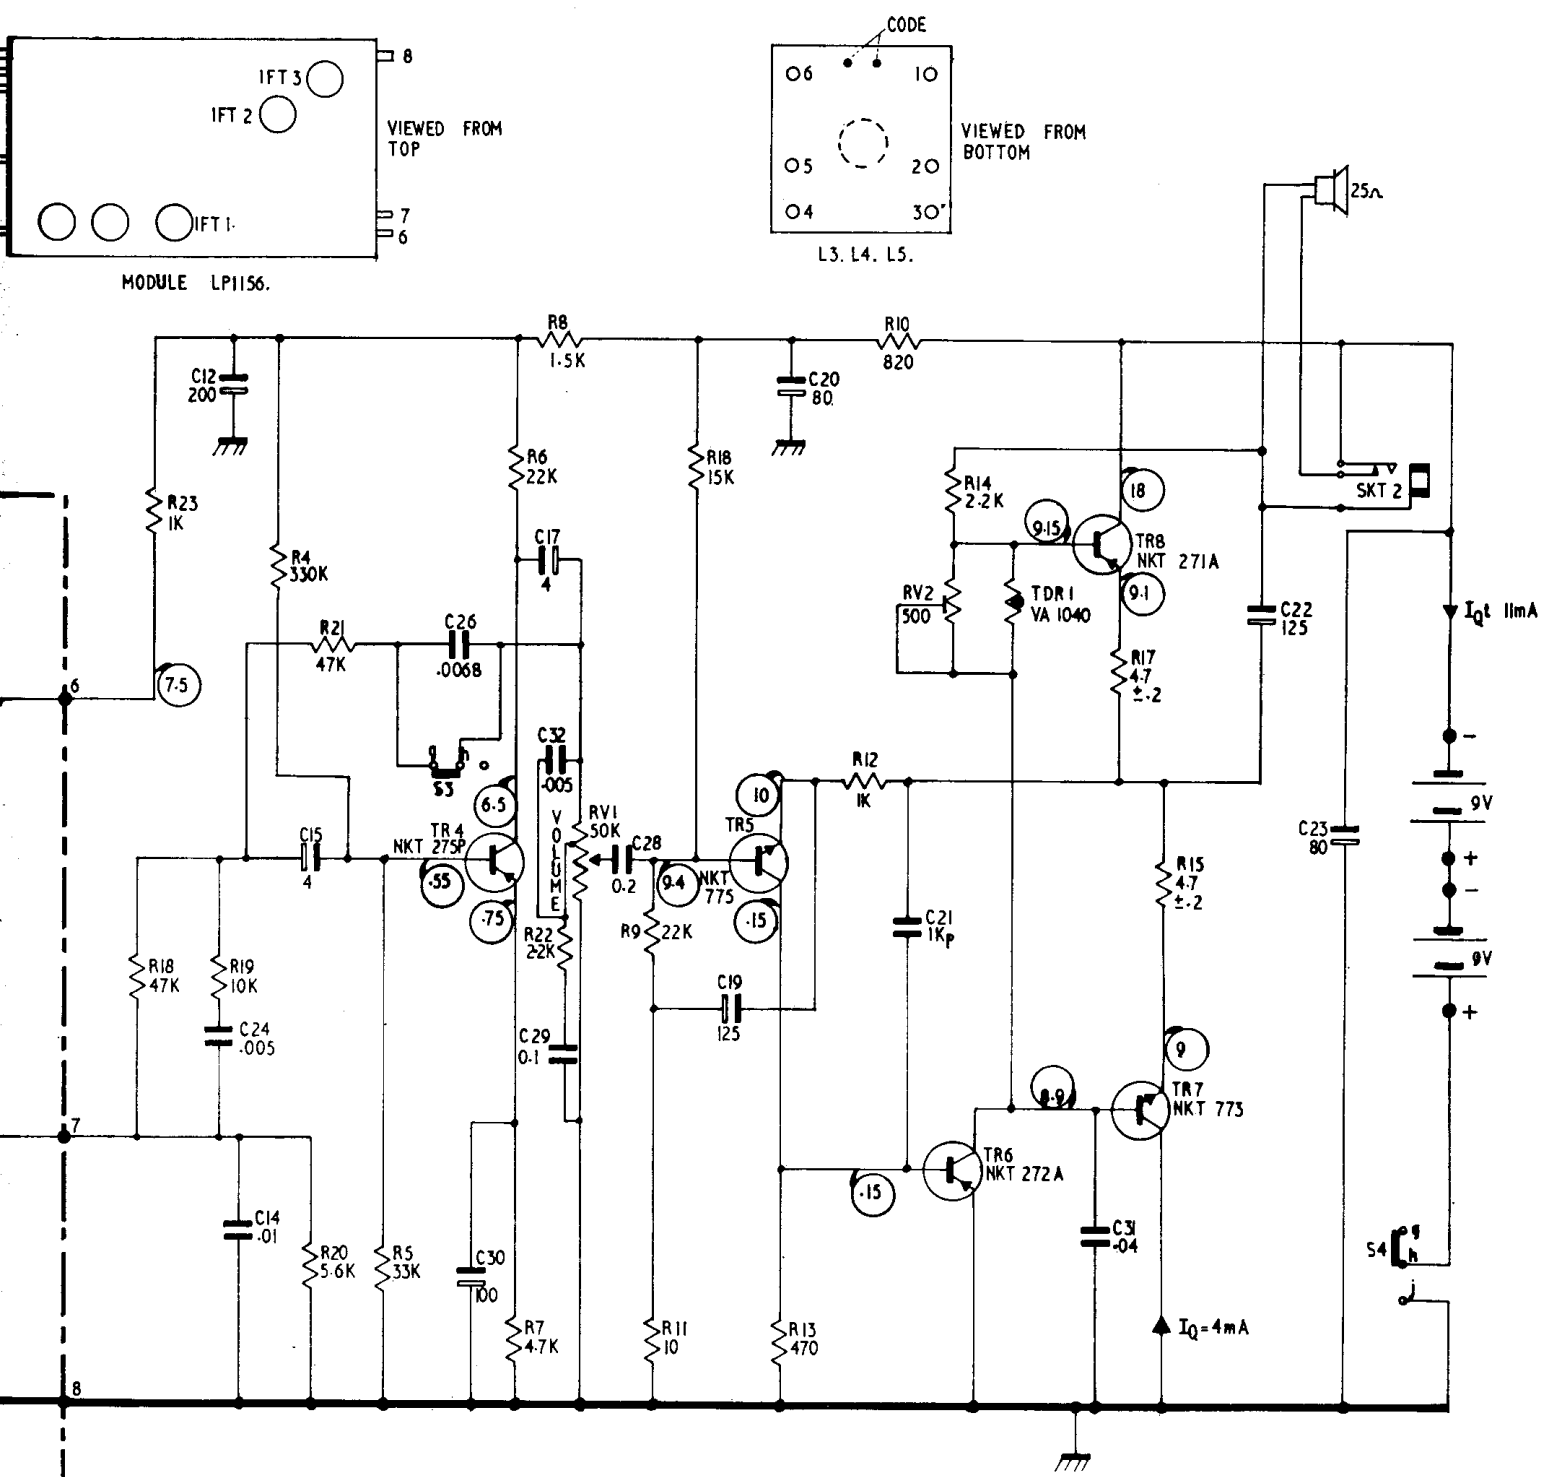 CODE
IFT 3
IFT 2
IFT 1.
8
7
6
VIEWED FROM
TOP
MODULE LP1156.
6
1
5
2
4
3
VIEWED FROM
BOTTOM
L3. L4. L5.
25Ω
R8
1.5K
R10
820
C12
200
C20
80
R6
22K
R18
15K
R14
2.2K
18
SKT 2
R23
1K
R4
330K
C17
4
9.15
TR8
NKT 271A
RV2
500
TDR1
VA 1040
9.1
C22
125
IQt 11mA
R21
47K
C26
.0068
R17
4.7
±.2
6
7.5
g
h
S3
C32
.005
10
R12
1K
-
9V
+
-
9V
+
6.5
VOLUME
RV1
50K
TR4
NKT 275P
C15
4
.55
.75
C28
0.2
TR5
NKT
775
9.4
.15
C23
80
R15
4.7
±.2
R22
2.2K
R9
22K
C21
1Kp
R18
47K
R19
10K
C24
.005
C19
125
C29
0.1
9
8.9
TR7
NKT 773
7
TR6
NKT 272A
.15
C14
.01
R20
5.6K
R5
33K
C30
100
C31
.04
S4
g
h
j
R7
4.7K
R11
10
R13
470
IQ=4mA
8